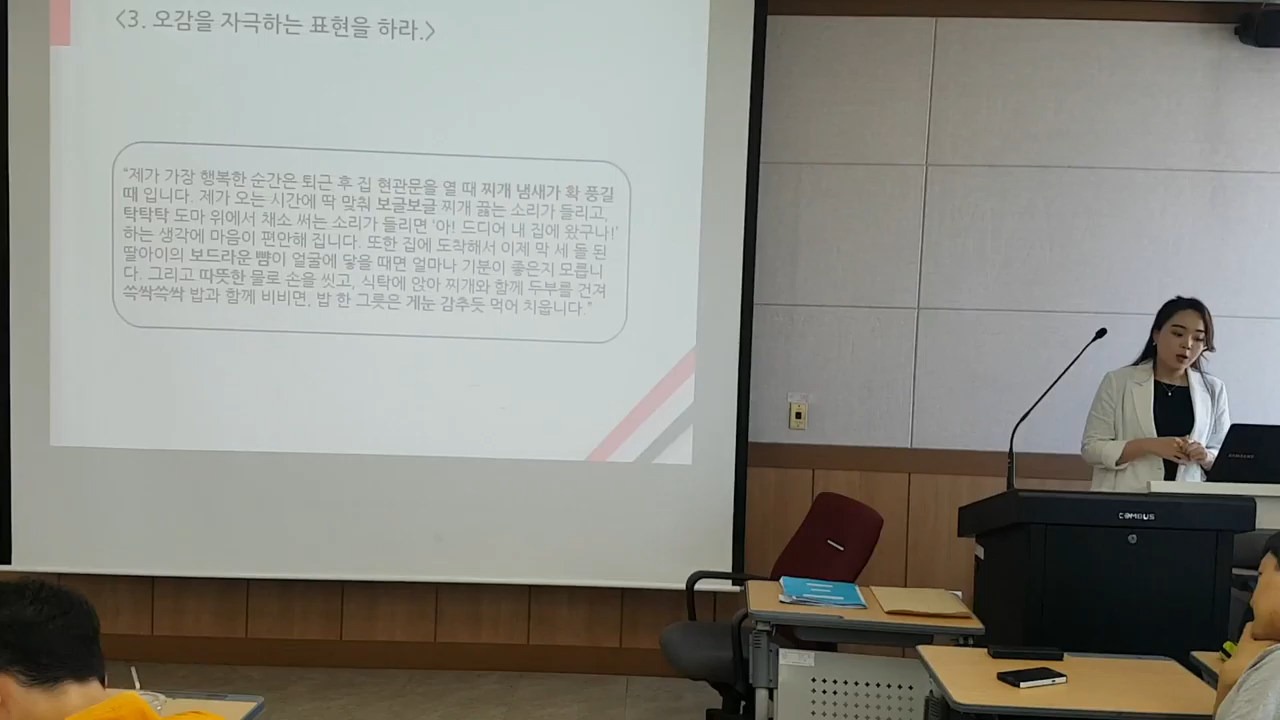 <3. 오감을 자극하는 표현을 하라.>
“제가 가장 행복한 순간은 퇴근 후 집 현관문을 열 때 찌개 냄새가 확 풍길
때 입니다. 제가 오는 시간에 딱 맞춰 보글보글 찌개 끓는 소리가 들리고,
탁탁탁 도마 위에서 채소 써는 소리가 들리면 '아! 드디어 내 집에 왔구나!'
하는 생각에 마음이 편안해 집니다. 또한 집에 도착해서 이제 막 세 돌 된
딸아이의 보드라운 뺨이 얼굴에 닿을 때면 얼마나 기분이 좋은지 모릅니
다. 그리고 따뜻한 물로 손을 씻고, 식탁에 앉아 찌개와 함께 두부를 건져
쓱싹쓱싹 밥과 함께 비비면, 밥 한 그릇은 게눈 감추듯 먹어 치웁니다.”
SAMSUNG
COMBUS